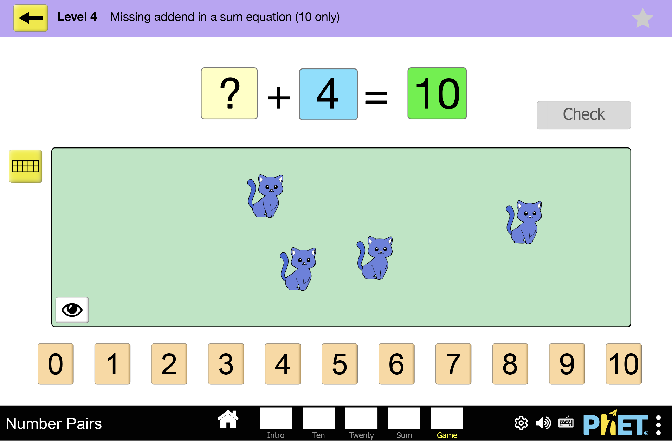 Level 4 Missing addend in a sum equation (10 only)
? + 4 = 10
Check
0 1 2 3 4 5 6 7 8 9 10
Number Pairs
Intro Ten Twenty Sum Game
PhET